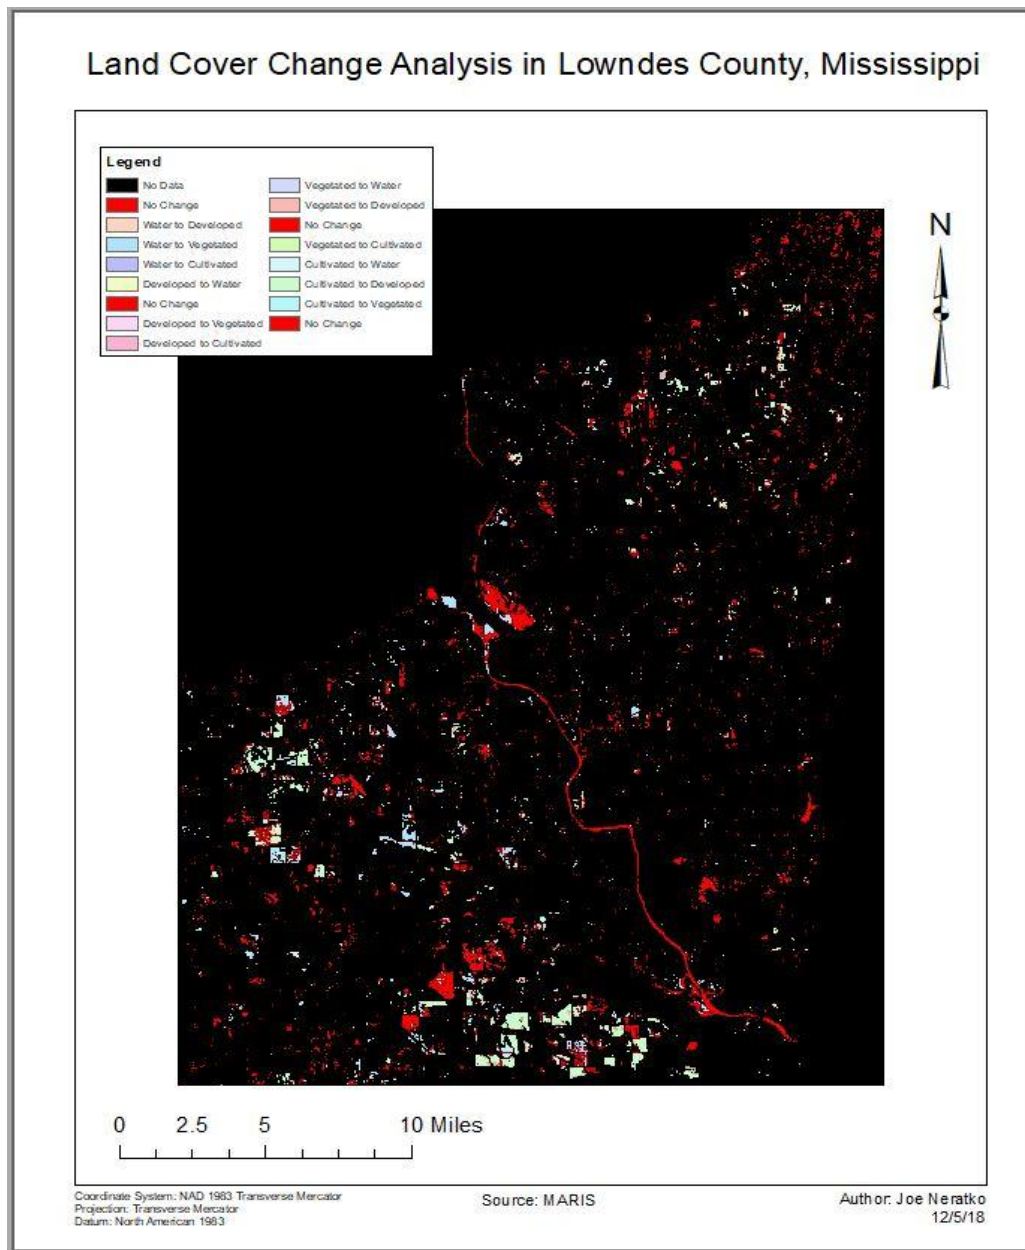 Land Cover Change Analysis in Lowndes County, Mississippi
Legend
No Data
No Change
Water to Developed
Water to Vegetated
Water to Cultivated
Developed to Water
No Change
Developed to Vegetated
Developed to Cultivated
Vegetated to Water
Vegetated to Developed
No Change
Vegetated to Cultivated
Cultivated to Water
Cultivated to Developed
Cultivated to Vegetated
No Change
N
0 2.5 5 10 Miles
Coordinate System: NAD 1983 Transverse Mercator
Projection: Transverse Mercator
Datum: North American 1983
Source: MARIS
Author: Joe Neratko
12/5/18